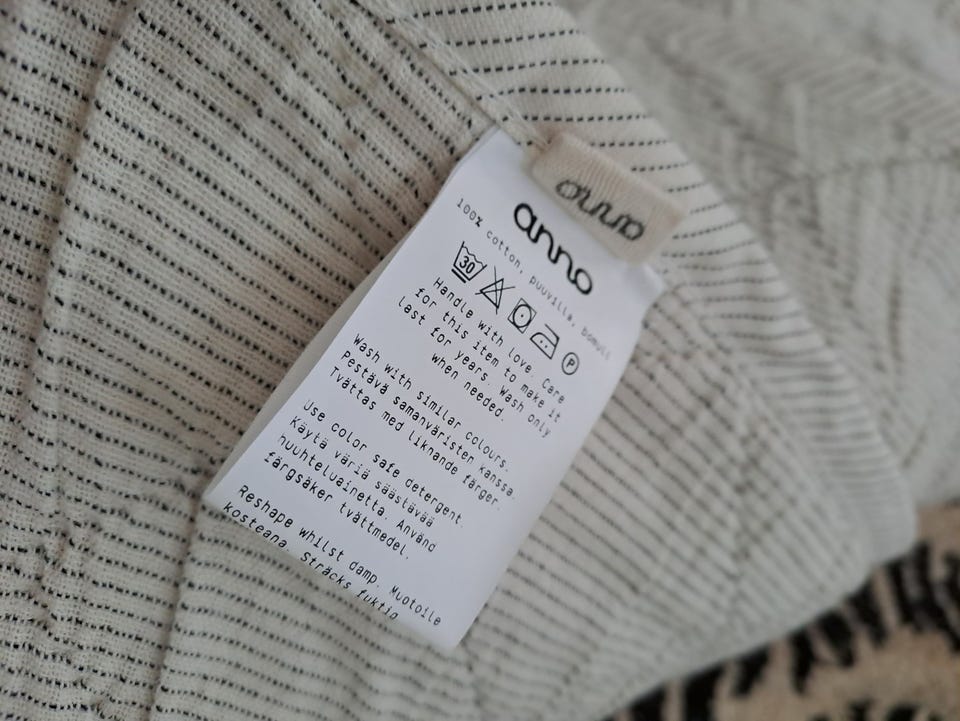 anno
anno
100% cotton, puuvilla, bomull
30
P
Handle with love. Care
for this item to make it
last for years. Wash only
when needed.
Wash with similar colours.
Pestävä samanväristen kanssa.
Tvättas med liknande färger.
Use color safe detergent.
Käytä väriä säästävää
huuhteluainetta. Använd
färgsäker tvättmedel.
Reshape whilst damp. Muotoile
kosteana. Sträcks fuktig